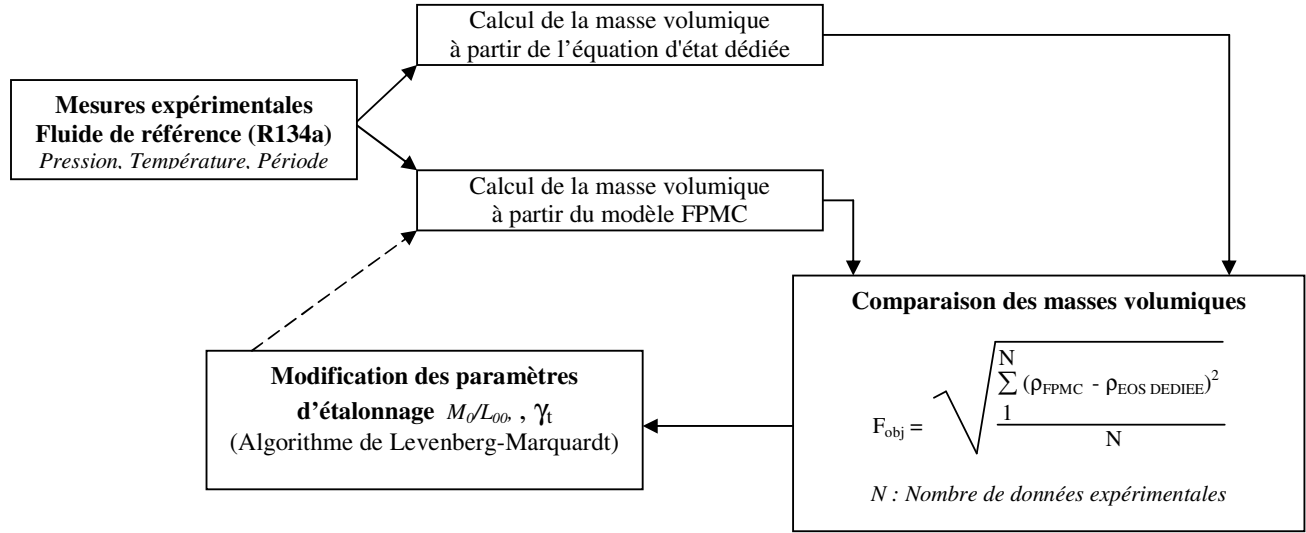 Calcul de la masse volumique
à partir de l’équation d'état dédiée
Mesures expérimentales
Fluide de référence (R134a)
Pression, Température, Période
Calcul de la masse volumique
à partir du modèle FPMC
Comparaison des masses volumiques
N
∑ (ρFPMC - ρEOS DEDIEE)²
1
Fobj =
N
N : Nombre de données expérimentales
Modification des paramètres
d’étalonnage M0/L00, , γt
(Algorithme de Levenberg-Marquardt)